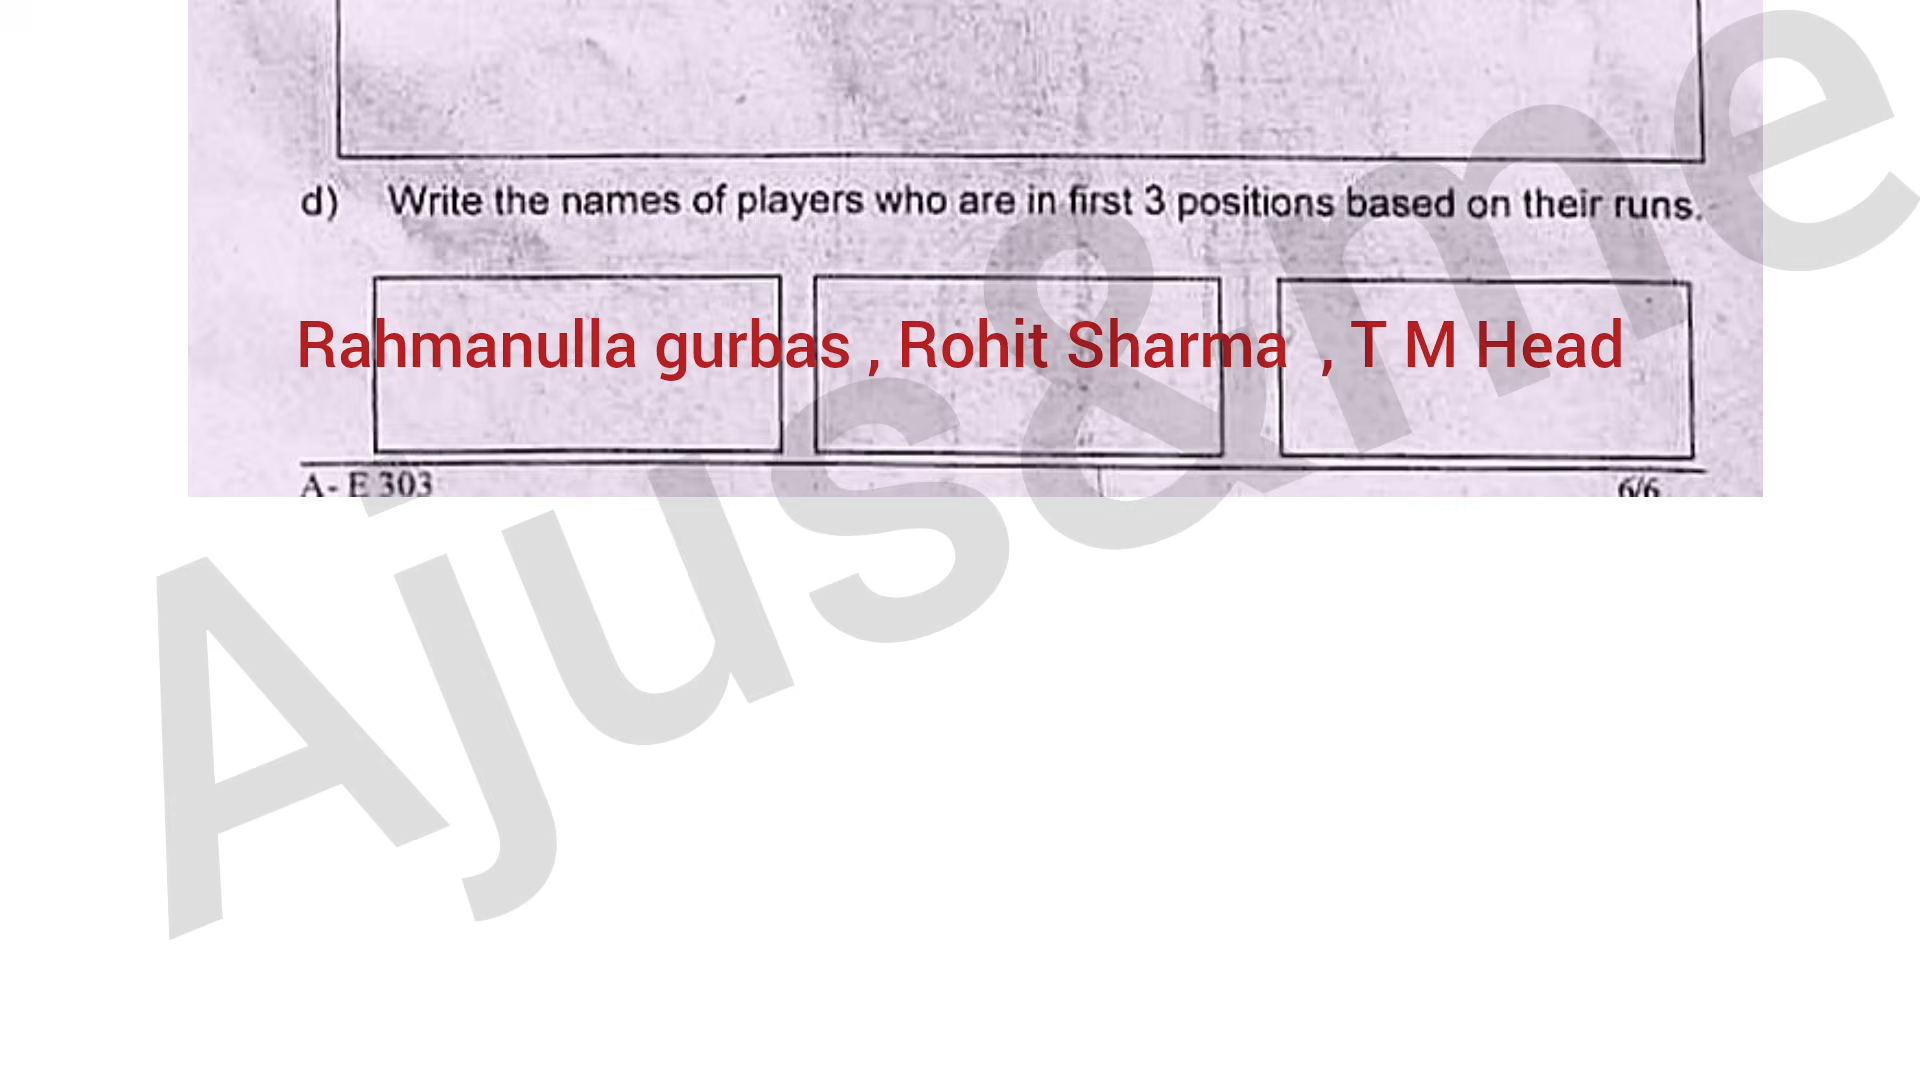 d) Write the names of players who are in first 3 positions based on their runs.
Rahmanulla gurbas , Rohit Sharma , T M Head
A- E 303 6/6
Ajus&me